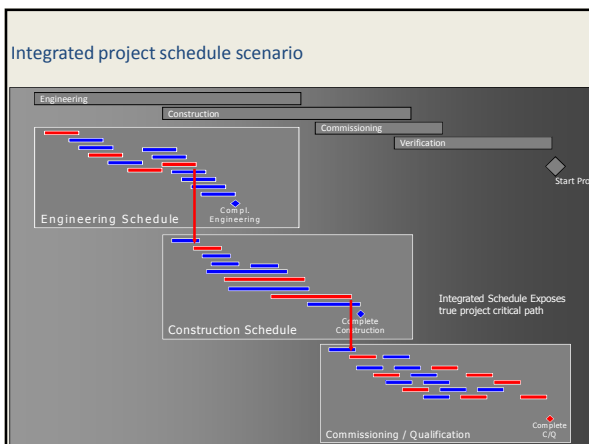 Integrated project schedule scenario
Engineering
Construction
Commissioning
Verification
Start Pro
Compl.
Engineering
Engineering Schedule
Integrated Schedule Exposes
true project critical path
Complete
Construction
Construction Schedule
Complete
C/Q
Commissioning / Qualification